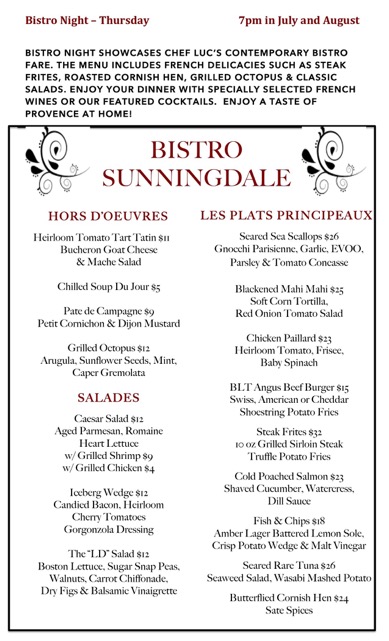 Bistro Night – Thursday 7pm in July and August
BISTRO NIGHT SHOWCASES CHEF LUC'S CONTEMPORARY BISTRO
FARE. THE MENU INCLUDES FRENCH DELICACIES SUCH AS STEAK
FRITES, ROASTED CORNISH HEN, GRILLED OCTOPUS & CLASSIC
SALADS. ENJOY YOUR DINNER WITH SPECIALLY SELECTED FRENCH
WINES OR OUR FEATURED COCKTAILS. ENJOY A TASTE OF
PROVENCE AT HOME!
BISTRO
SUNNINGDALE
HORS D'OEUVRES
Heirloom Tomato Tart Tatin $11
Bucheron Goat Cheese
& Mache Salad
Chilled Soup Du Jour $5
Pate de Campagne $9
Petit Cornichon & Dijon Mustard
Grilled Octopus $12
Arugula, Sunflower Seeds, Mint,
Caper Gremolata
SALADES
Caesar Salad $12
Aged Parmesan, Romaine
Heart Lettuce
w/ Grilled Shrimp $9
w/ Grilled Chicken $4
Iceberg Wedge $12
Candied Bacon, Heirloom
Cherry Tomatoes
Gorgonzola Dressing
The "LD" Salad $12
Boston Lettuce, Sugar Snap Peas,
Walnuts, Carrot Chiffonade,
Dry Figs & Balsamic Vinaigrette
LES PLATS PRINCIPEAUX
Seared Sea Scallops $26
Gnocchi Parisienne, Garlic, EVOO,
Parsley & Tomato Concasse
Blackened Mahi Mahi $25
Soft Corn Tortilla,
Red Onion Tomato Salad
Chicken Paillard $23
Heirloom Tomato, Frisee,
Baby Spinach
BLT Angus Beef Burger $15
Swiss, American or Cheddar
Shoestring Potato Fries
Steak Frites $32
10 oz Grilled Sirloin Steak
Truffle Potato Fries
Cold Poached Salmon $23
Shaved Cucumber, Watercress,
Dill Sauce
Fish & Chips $18
Amber Lager Battered Lemon Sole,
Crisp Potato Wedge & Malt Vinegar
Seared Rare Tuna $26
Seaweed Salad, Wasabi Mashed Potato
Butterflied Cornish Hen $24
Sate Spices